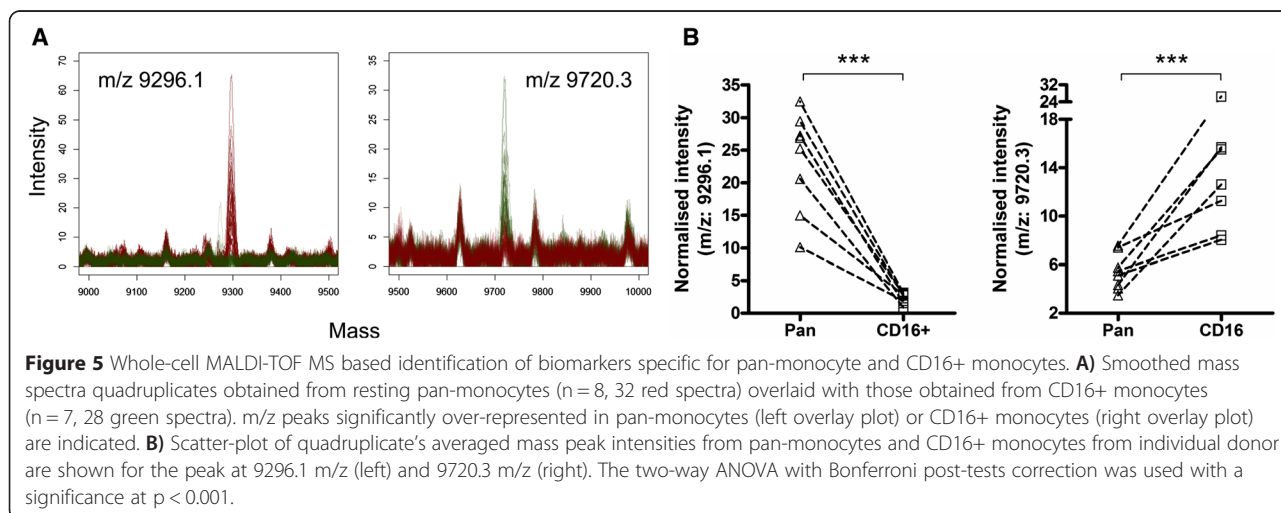 A
m/z 9296.1
m/z 9720.3
Intensity
70
60
50
40
30
20
10
0
9000
9100
9200
9300
9400
9500
35
30
25
20
15
10
5
0
9500
9600
9700
9800
9900
10000
Mass
B
***
Normalised intensity
(m/z: 9296.1)
35
30
25
20
15
10
5
0
Pan
CD16+
***
Normalised intensity
(m/z: 9720.3)
32
24
18
14
10
6
2
Pan
CD16
Figure 5 Whole-cell MALDI-TOF MS based identification of biomarkers specific for pan-monocyte and CD16+ monocytes. A) Smoothed mass
spectra quadruplicates obtained from resting pan-monocytes (n = 8, 32 red spectra) overlaid with those obtained from CD16+ monocytes
(n = 7, 28 green spectra). m/z peaks significantly over-represented in pan-monocytes (left overlay plot) or CD16+ monocytes (right overlay plot)
are indicated. B) Scatter-plot of quadruplicate's averaged mass peak intensities from pan-monocytes and CD16+ monocytes from individual donor
are shown for the peak at 9296.1 m/z (left) and 9720.3 m/z (right). The two-way ANOVA with Bonferroni post-tests correction was used with a
significance at p < 0.001.